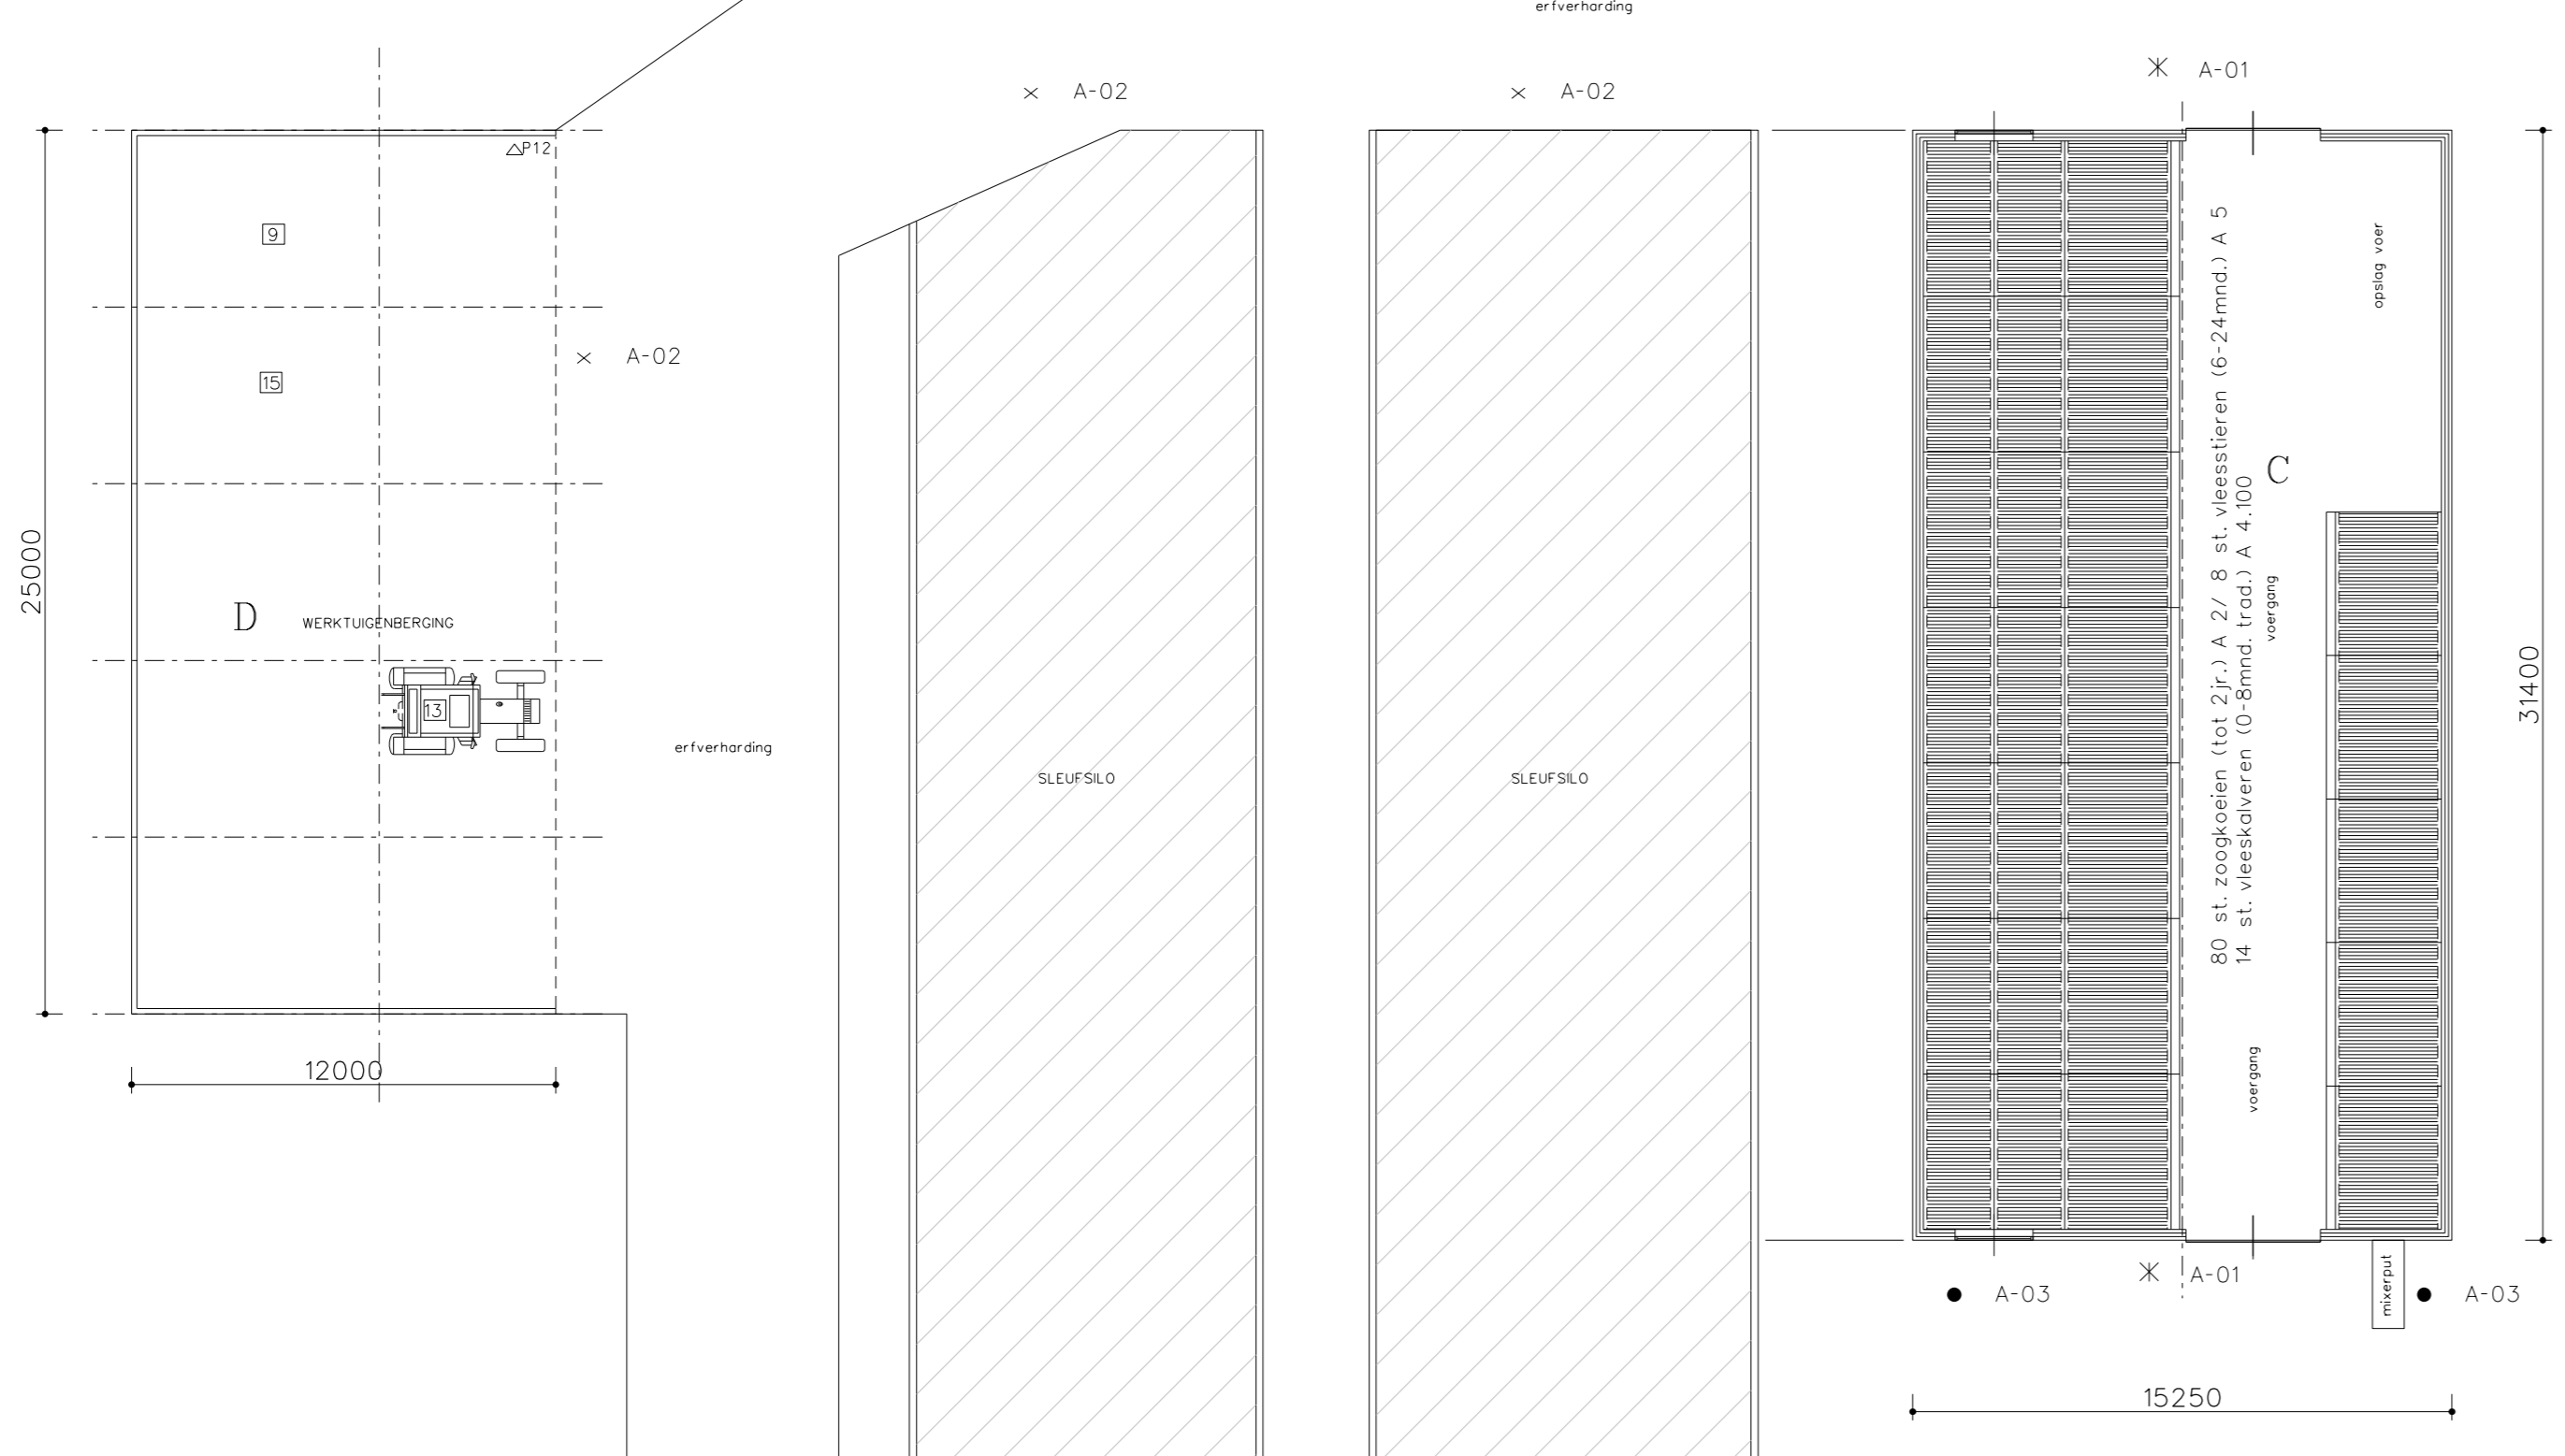 erfverharding
A-02
A-02
A-01
P12
9
15
A-02
25000
D
WERKTUIGENBERGING
13
erfverharding
12000
SLEUFSILO
SLEUFSILO
80 st. zoogkoeien (tot 2jr.) A 2/ 8 st. vleesstieren (6-24mnd.) A 5
14 st. vleeskalveren (0-8mnd. trad.) A 4.100
C
voergang
voergang
opslag voer
31400
A-01
A-03
mixerput
A-03
15250